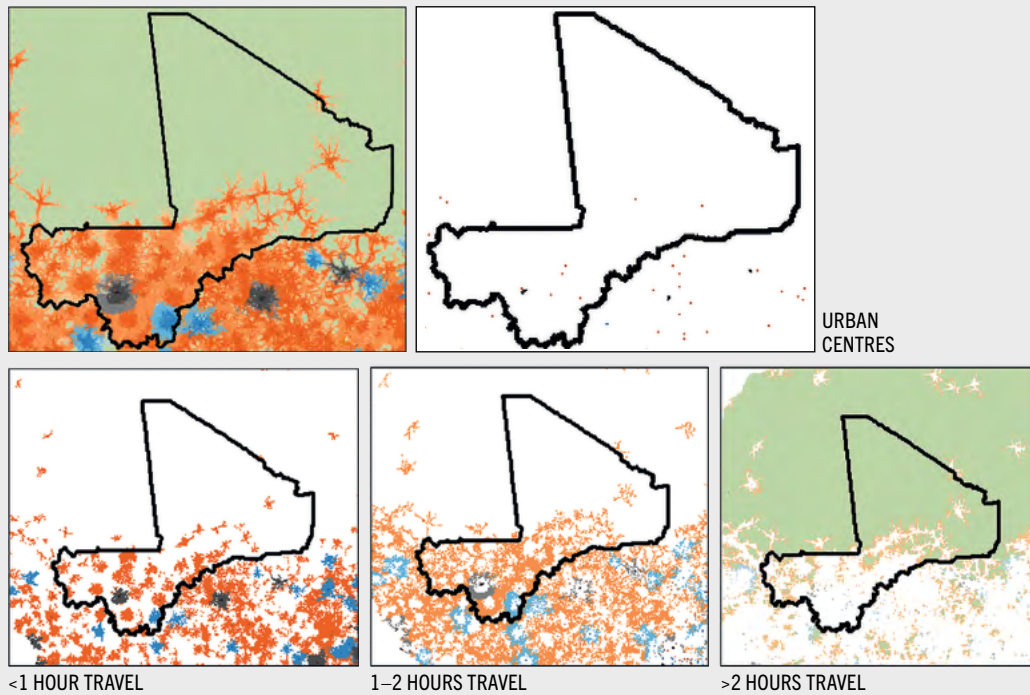 URBAN
CENTRES
<1 HOUR TRAVEL
1–2 HOURS TRAVEL
>2 HOURS TRAVEL